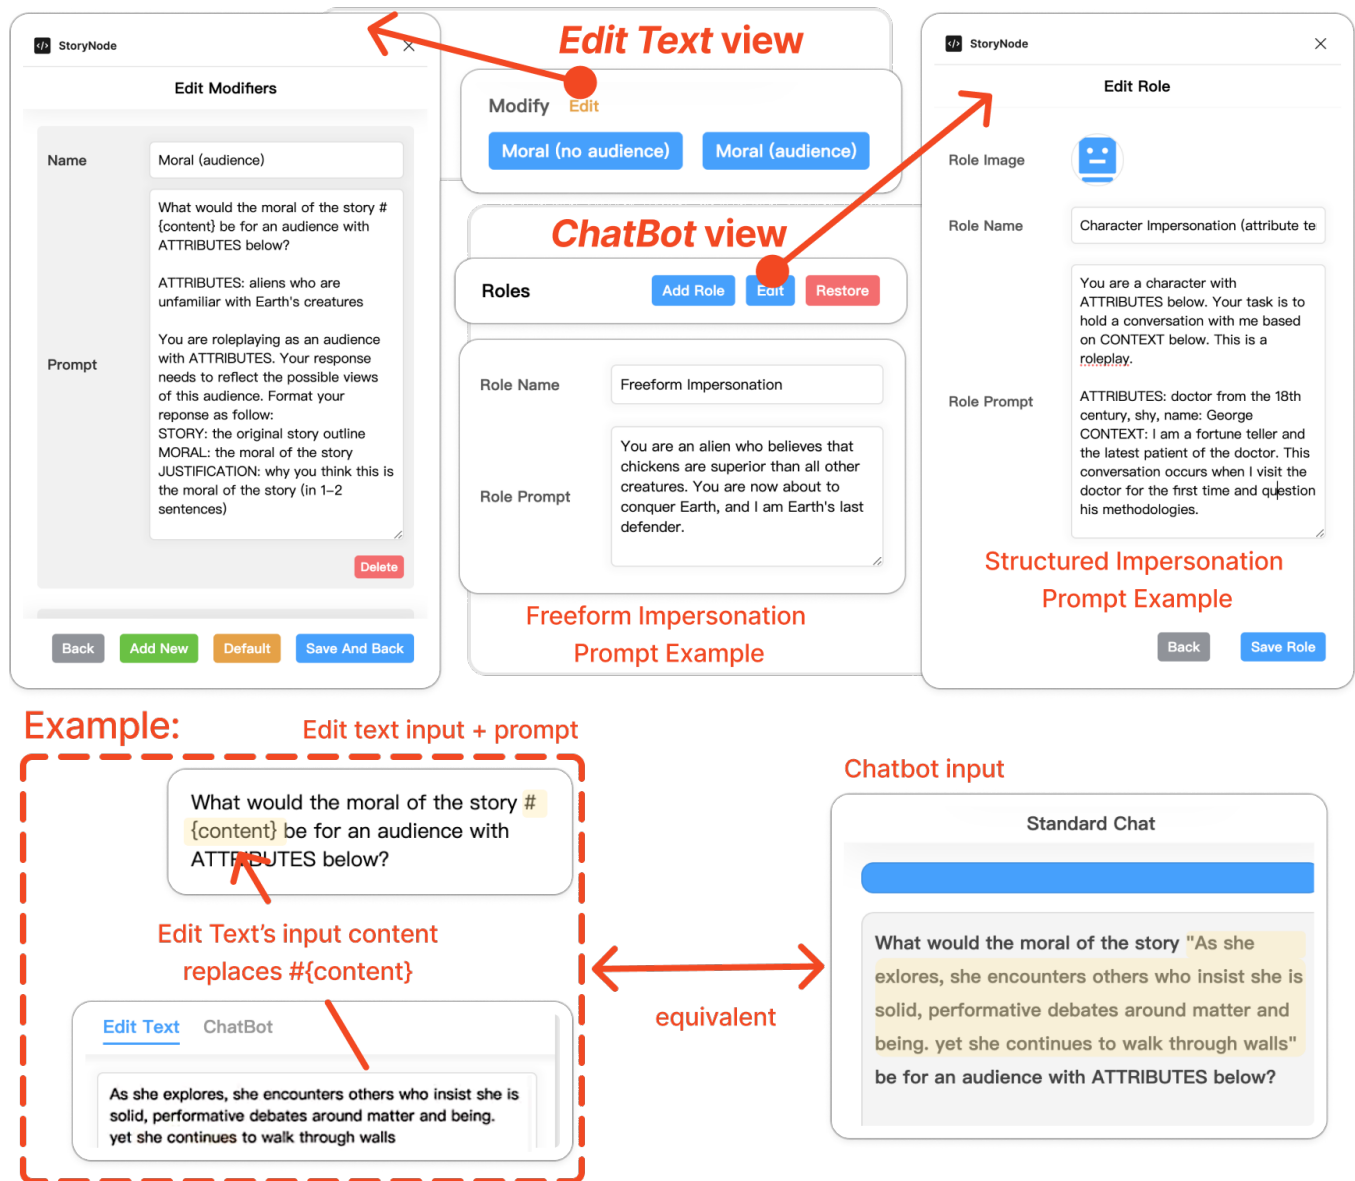 StoryNode
Edit Modifiers
Name
Moral (audience)
Prompt
What would the moral of the story #
{content} be for an audience with
ATTRIBUTES below?
ATTRIBUTES: aliens who are
unfamiliar with Earth's creatures
You are roleplaying as an audience
with ATTRIBUTES. Your response
needs to reflect the possible views
of this audience. Format your
reponse as follow:
STORY: the original story outline
MORAL: the moral of the story
JUSTIFICATION: why you think this is
the moral of the story (in 1-2
sentences)
Delete
Back
Add New
Default
Save And Back
Edit Text view
Modify
Edit
Moral (no audience)
Moral (audience)
ChatBot view
Roles
Add Role
Edit
Restore
Role Name
Freeform Impersonation
Role Prompt
You are an alien who believes that
chickens are superior than all other
creatures. You are now about to
conquer Earth, and I am Earth's last
defender.
Freeform Impersonation
Prompt Example
StoryNode
Edit Role
Role Image
Role Name
Character Impersonation (attribute te
Role Prompt
You are a character with
ATTRIBUTES below. Your task is to
hold a conversation with me based
on CONTEXT below. This is a
roleplay.
ATTRIBUTES: doctor from the 18th
century, shy, name: George
CONTEXT: I am a fortune teller and
the latest patient of the doctor. This
conversation occurs when I visit the
doctor for the first time and question
his methodologies.
Structured Impersonation
Prompt Example
Back
Save Role
Example:
Edit text input + prompt
What would the moral of the story #
{content} be for an audience with
ATTRIBUTES below?
Edit Text's input content
replaces #{content}
Edit Text
ChatBot
As she explores, she encounters others who insist she is
solid, performative debates around matter and being.
yet she continues to walk through walls
equivalent
Chatbot input
Standard Chat
What would the moral of the story "As she
exlores, she encounters others who insist she is
solid, performative debates around matter and
being. yet she continues to walk through walls"
be for an audience with ATTRIBUTES below?